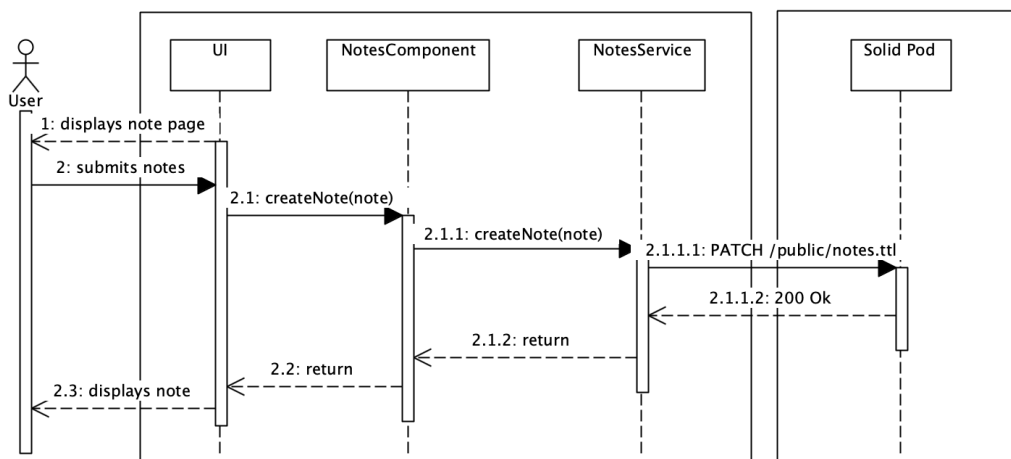 UI
NotesComponent
NotesService
Solid Pod
User
1: displays note page
2: submits notes
2.1: createNote(note)
2.1.1: createNote(note)
2.1.1.1: PATCH /public/notes.ttl
2.1.1.2: 200 Ok
2.1.2: return
2.2: return
2.3: displays note